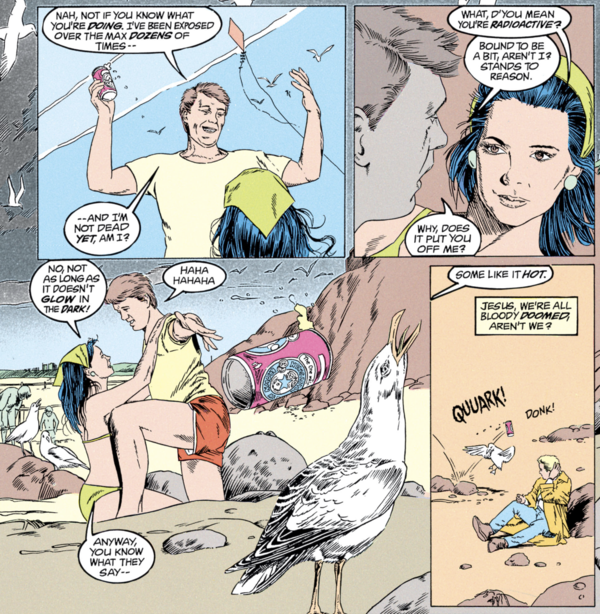 NAH, NOT IF YOU KNOW WHAT
YOU'RE DOING. I'VE BEEN EXPOSED
OVER THE MAX DOZENS OF
TIMES--
--AND I'M
NOT DEAD
YET, AM I?
WHAT, D'YOU MEAN
YOU'RE RADIOACTIVE?
BOUND TO BE
A BIT, AREN'T I?
STANDS TO
REASON.
WHY, DOES
IT PUT YOU
OFF ME?
NO, NOT
AS LONG AS
IT DOESN'T
GLOW IN
THE DARK!
HAHA
HAHAHA
ANYWAY,
YOU KNOW
WHAT THEY
SAY--
SOME LIKE IT HOT.
JESUS, WE'RE ALL
BLOODY DOOMED,
AREN'T WE?
QUUARK!
DONK!